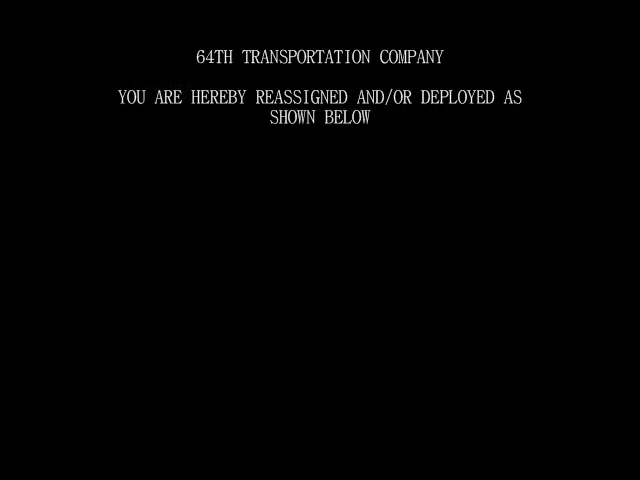 64TH TRANSPORTATION COMPANY
YOU ARE HEREBY REASSIGNED AND/OR DEPLOYED AS
SHOWN BELOW